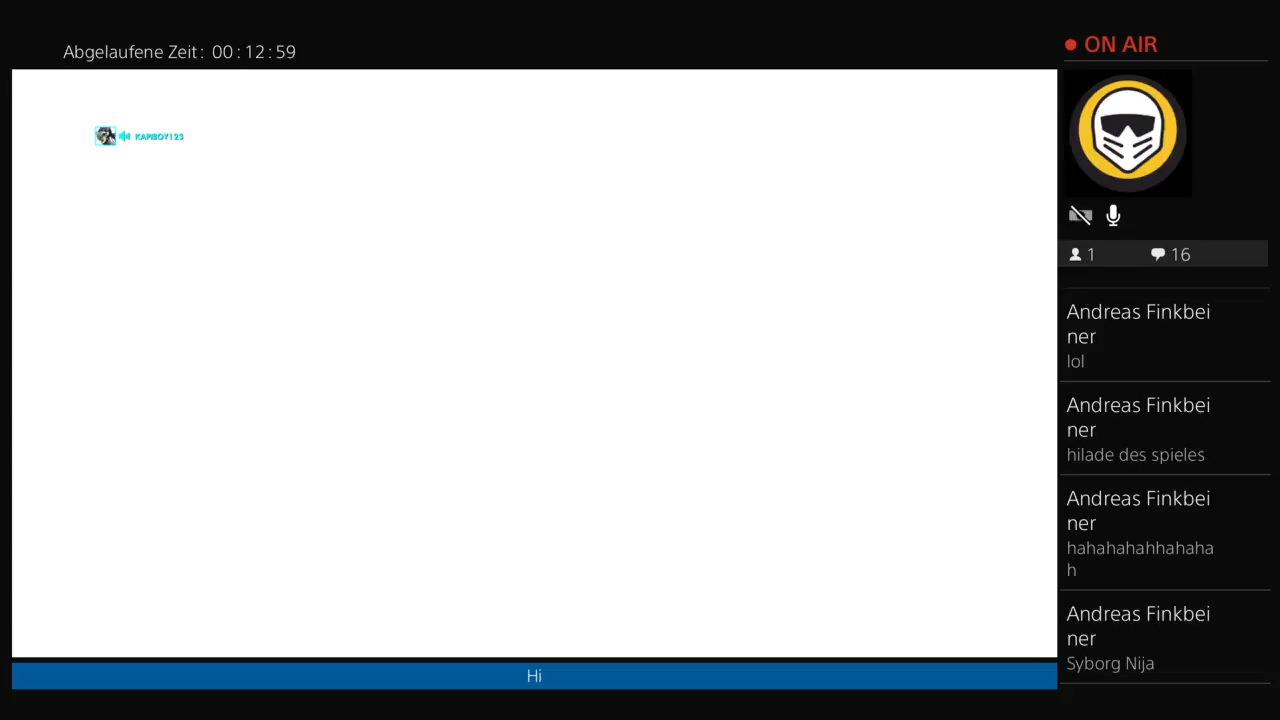 Abgelaufene Zeit: 00:12:59
ON AIR
KAPIBOY123
1
16
Andreas Finkbei
ner
lol
Andreas Finkbei
ner
hilade des spieles
Andreas Finkbei
ner
hahahahahhahaha
h
Andreas Finkbei
ner
Syborg Nija
Hi